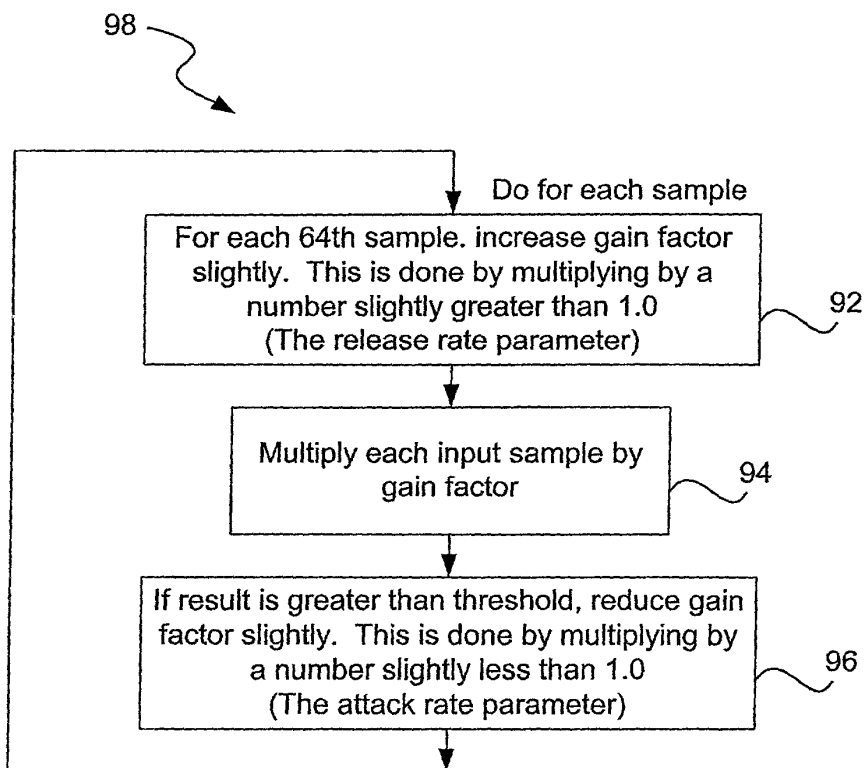 98
Do for each sample
For each 64th sample. increase gain factor
slightly. This is done by multiplying by a
number slightly greater than 1.0
(The release rate parameter)
92
Multiply each input sample by
gain factor
94
If result is greater than threshold, reduce gain
factor slightly. This is done by multiplying by
a number slightly less than 1.0
(The attack rate parameter)
96